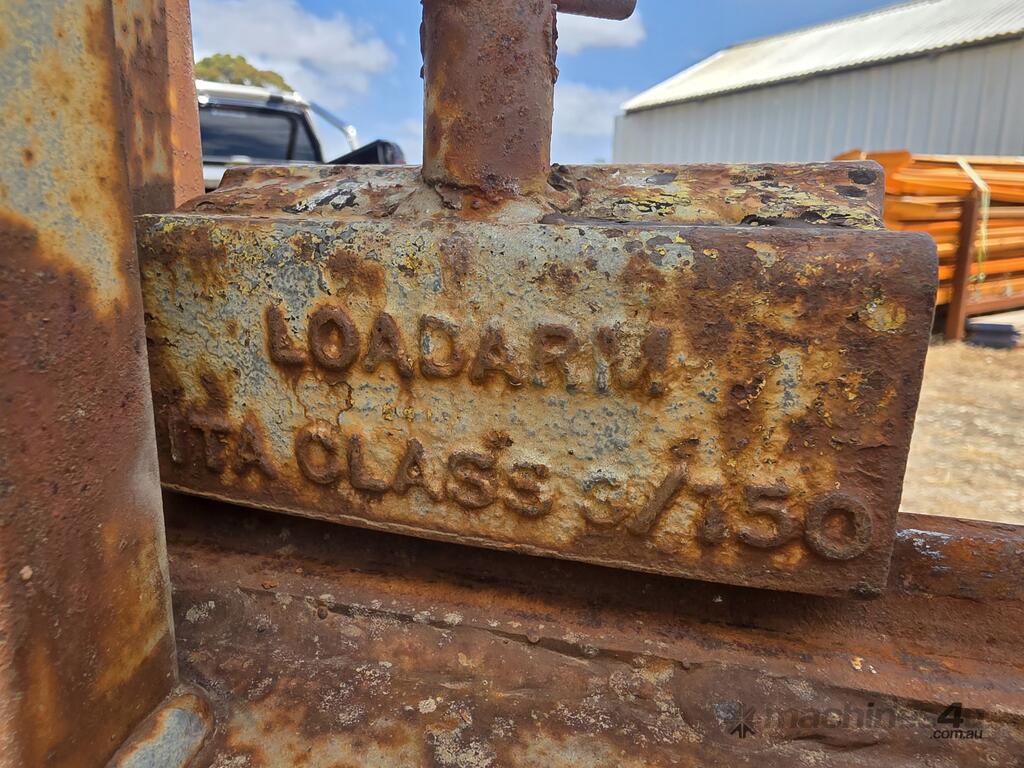 LOADARM
ITA CLASS 3/150
machines4u
.com.au